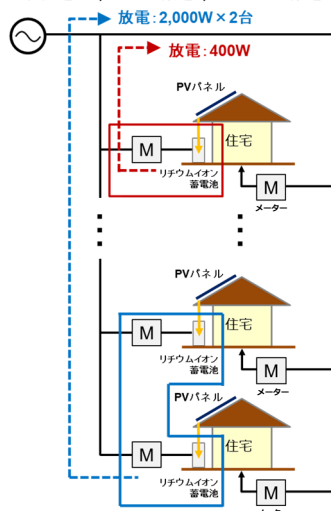 放電：2,000W×2台
放電：400W
PVパネル
住宅
M
リチウムイオン
蓄電池
M
メーター
PVパネル
住宅
M
リチウムイオン
蓄電池
M
メーター
PVパネル
住宅
M
リチウムイオン
蓄電池
M